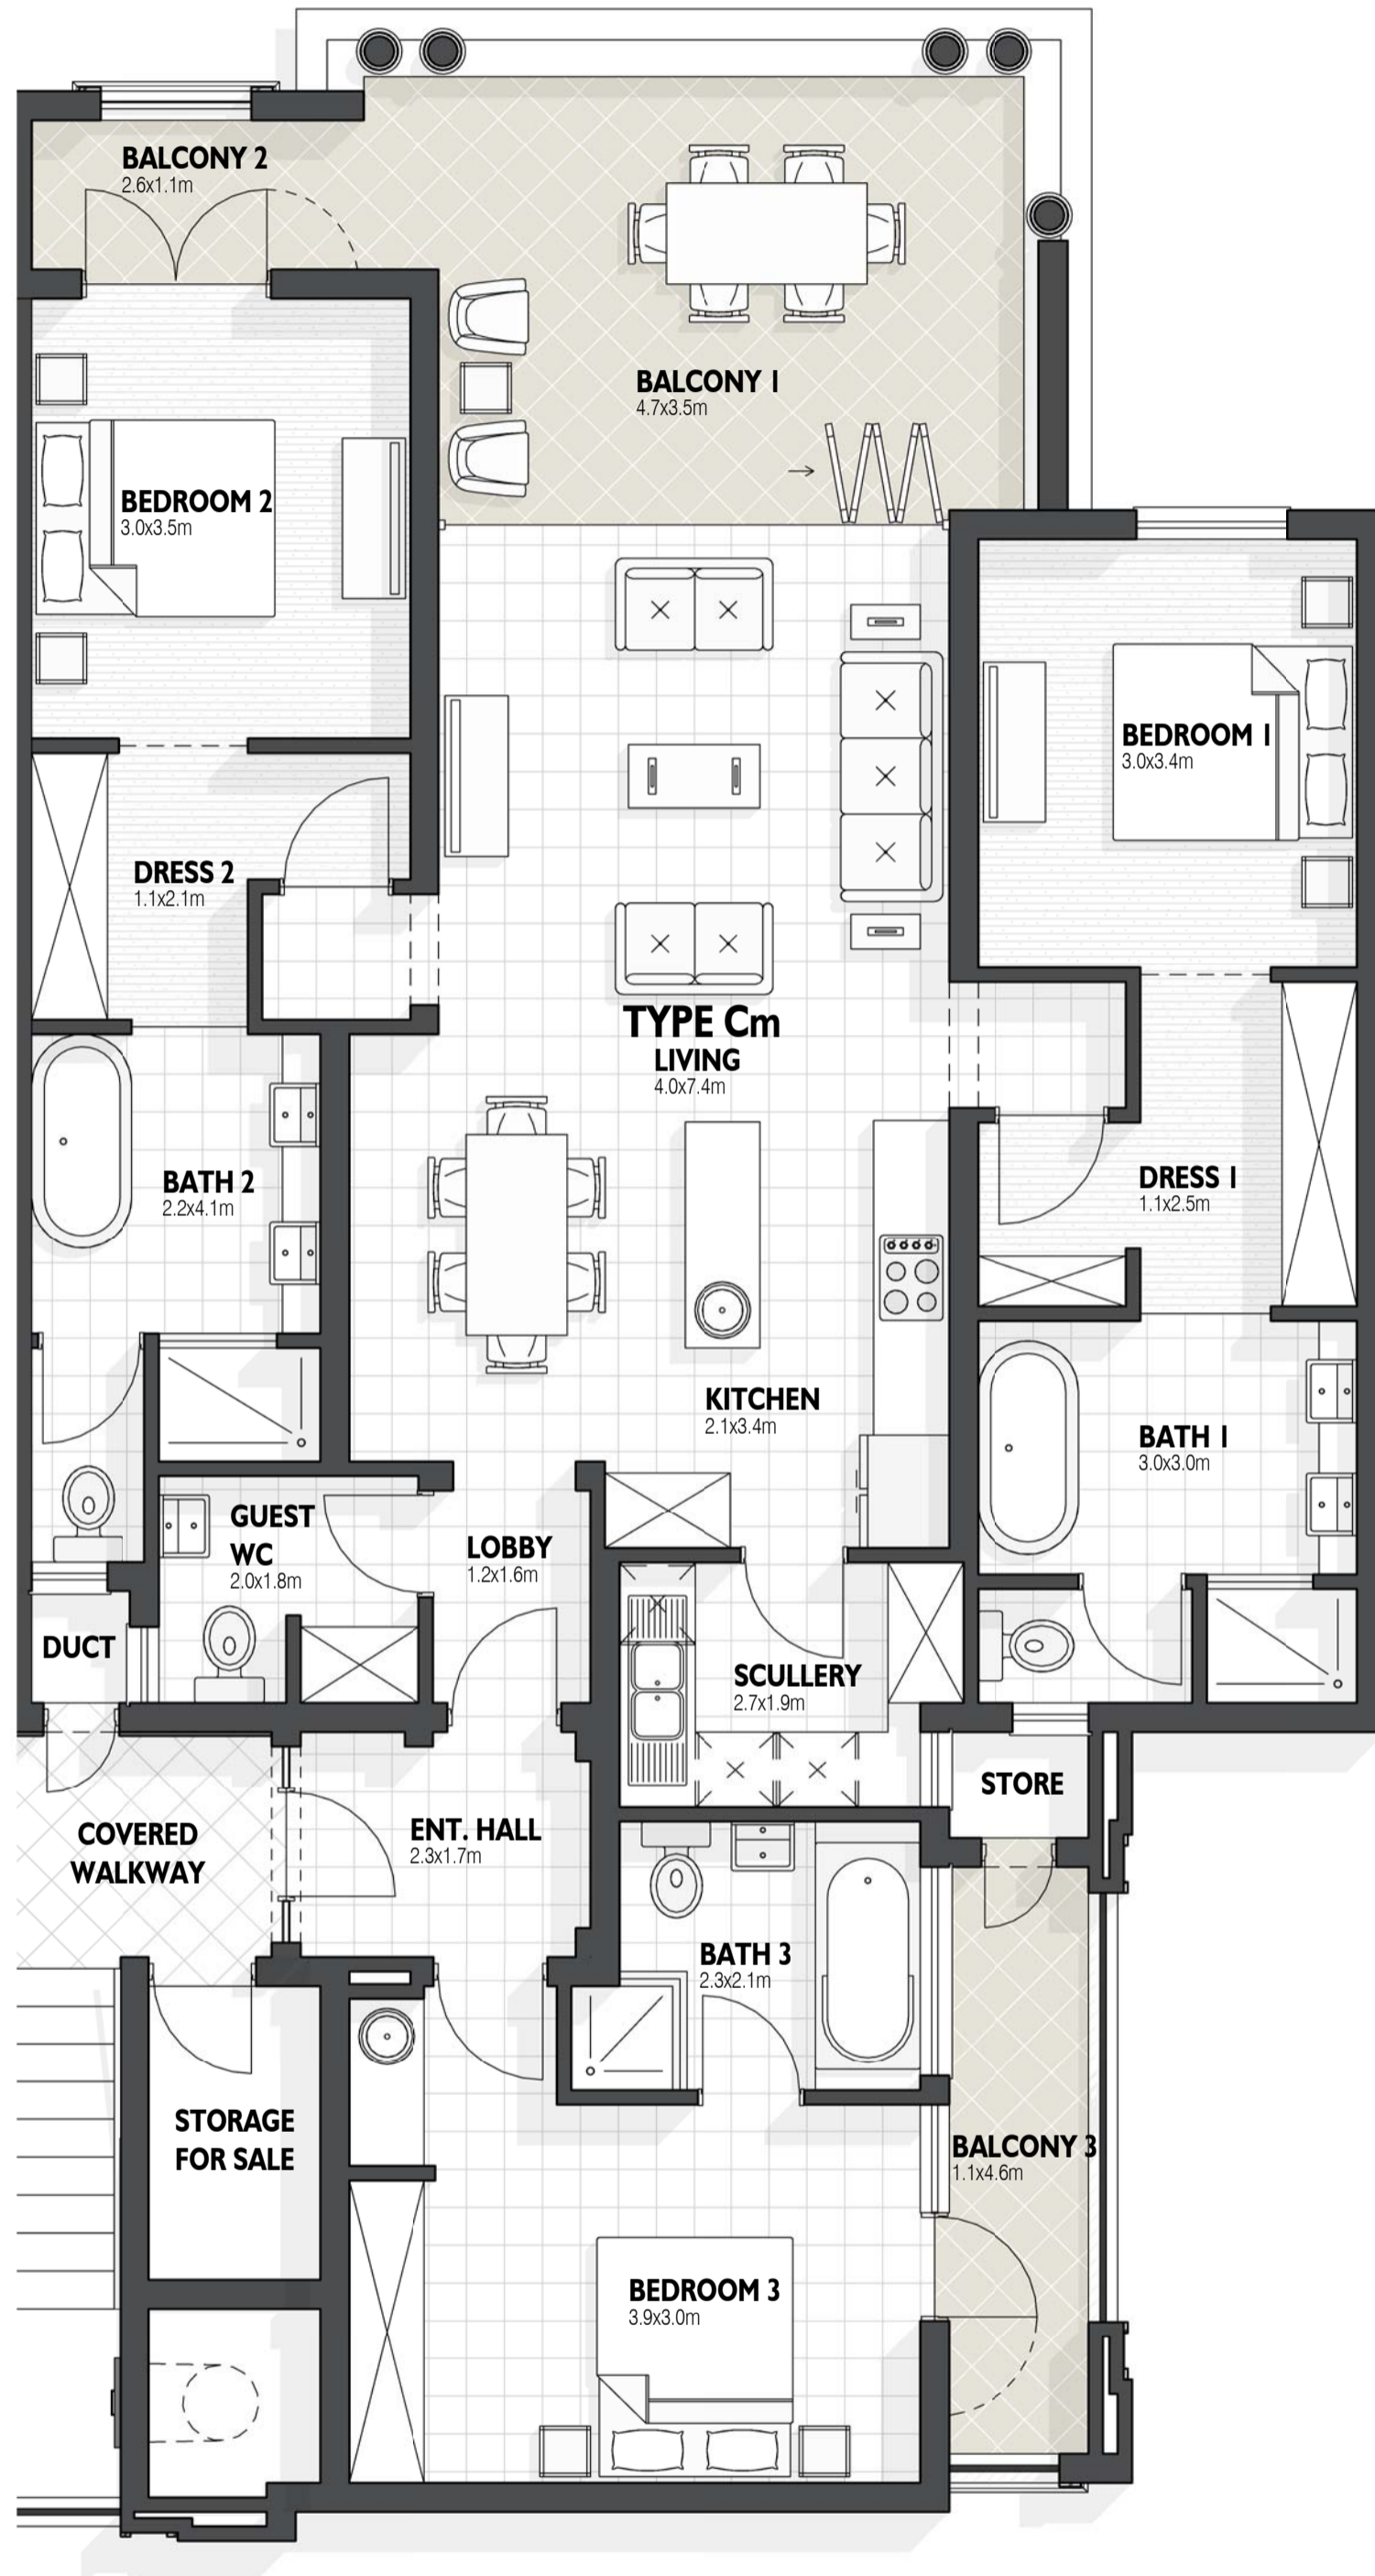 BALCONY 2
2.6x1.1m
BALCONY 1
4.7x3.5m
BEDROOM 2
3.0x3.5m
BEDROOM 1
3.0x3.4m
DRESS 2
1.1x2.1m
TYPE Cm
LIVING
4.0x7.4m
BATH 2
2.2x4.1m
DRESS 1
1.1x2.5m
KITCHEN
2.1x3.4m
BATH 1
3.0x3.0m
GUEST
WC
2.0x1.8m
LOBBY
1.2x1.6m
DUCT
SCULLERY
2.7x1.9m
STORE
COVERED
WALKWAY
ENT. HALL
2.3x1.7m
BATH 3
2.3x2.1m
STORAGE
FOR SALE
BALCONY 3
1.1x4.6m
BEDROOM 3
3.9x3.0m